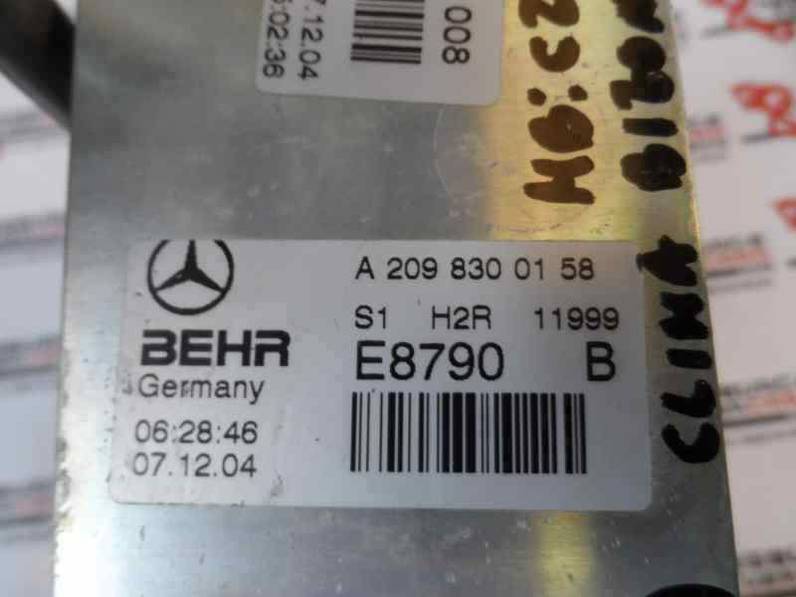 7.12.04
:02:36
008
A 209 830 01 58
S1 H2R 11999
BEHR
E8790 B
Germany
06:28:46
07.12.04
CLIMA